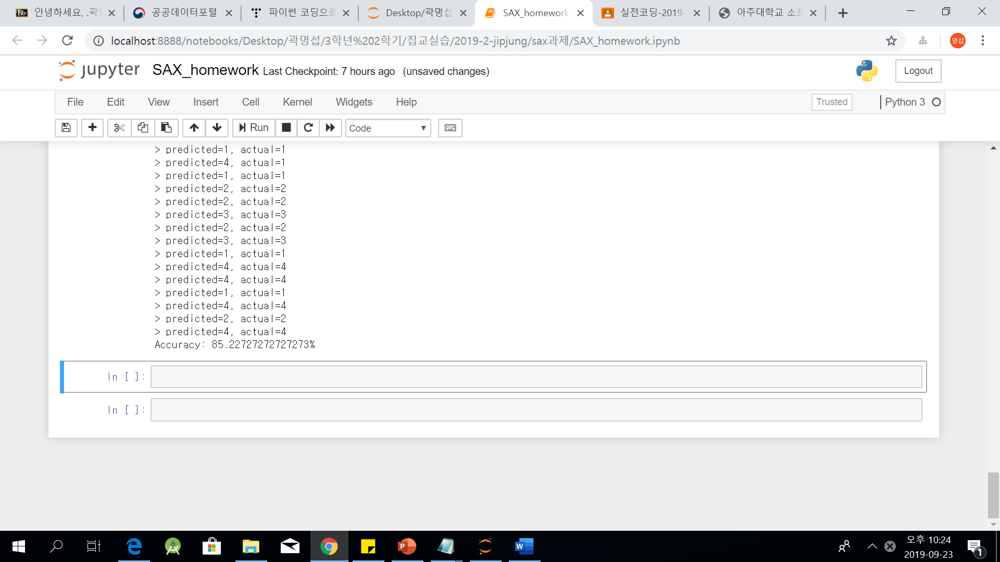 안녕하세요, .곽
공공데이터포털
파이썬 코딩으로
Desktop/곽명섭
SAX_homework
실전코딩-2019-
아주대학교 소프
localhost:8888/notebooks/Desktop/곽명섭/3학년%202학기/집교실습/2019-2-jipjung/sax과제/SAX_homework.ipynb
명섭
jupyter SAX_homework Last Checkpoint: 7 hours ago (unsaved changes)
Logout
File Edit View Insert Cell Kernel Widgets Help
Trusted
Python 3
Run
Code
> predicted=1, actual=1
> predicted=4, actual=1
> predicted=1, actual=1
> predicted=2, actual=2
> predicted=2, actual=2
> predicted=3, actual=3
> predicted=2, actual=2
> predicted=3, actual=3
> predicted=1, actual=1
> predicted=4, actual=4
> predicted=4, actual=4
> predicted=1, actual=1
> predicted=4, actual=4
> predicted=2, actual=2
> predicted=4, actual=4
Accuracy: 85.22727272727273%
In [ ]:
In [ ]:
오후 10:24
2019-09-23
1